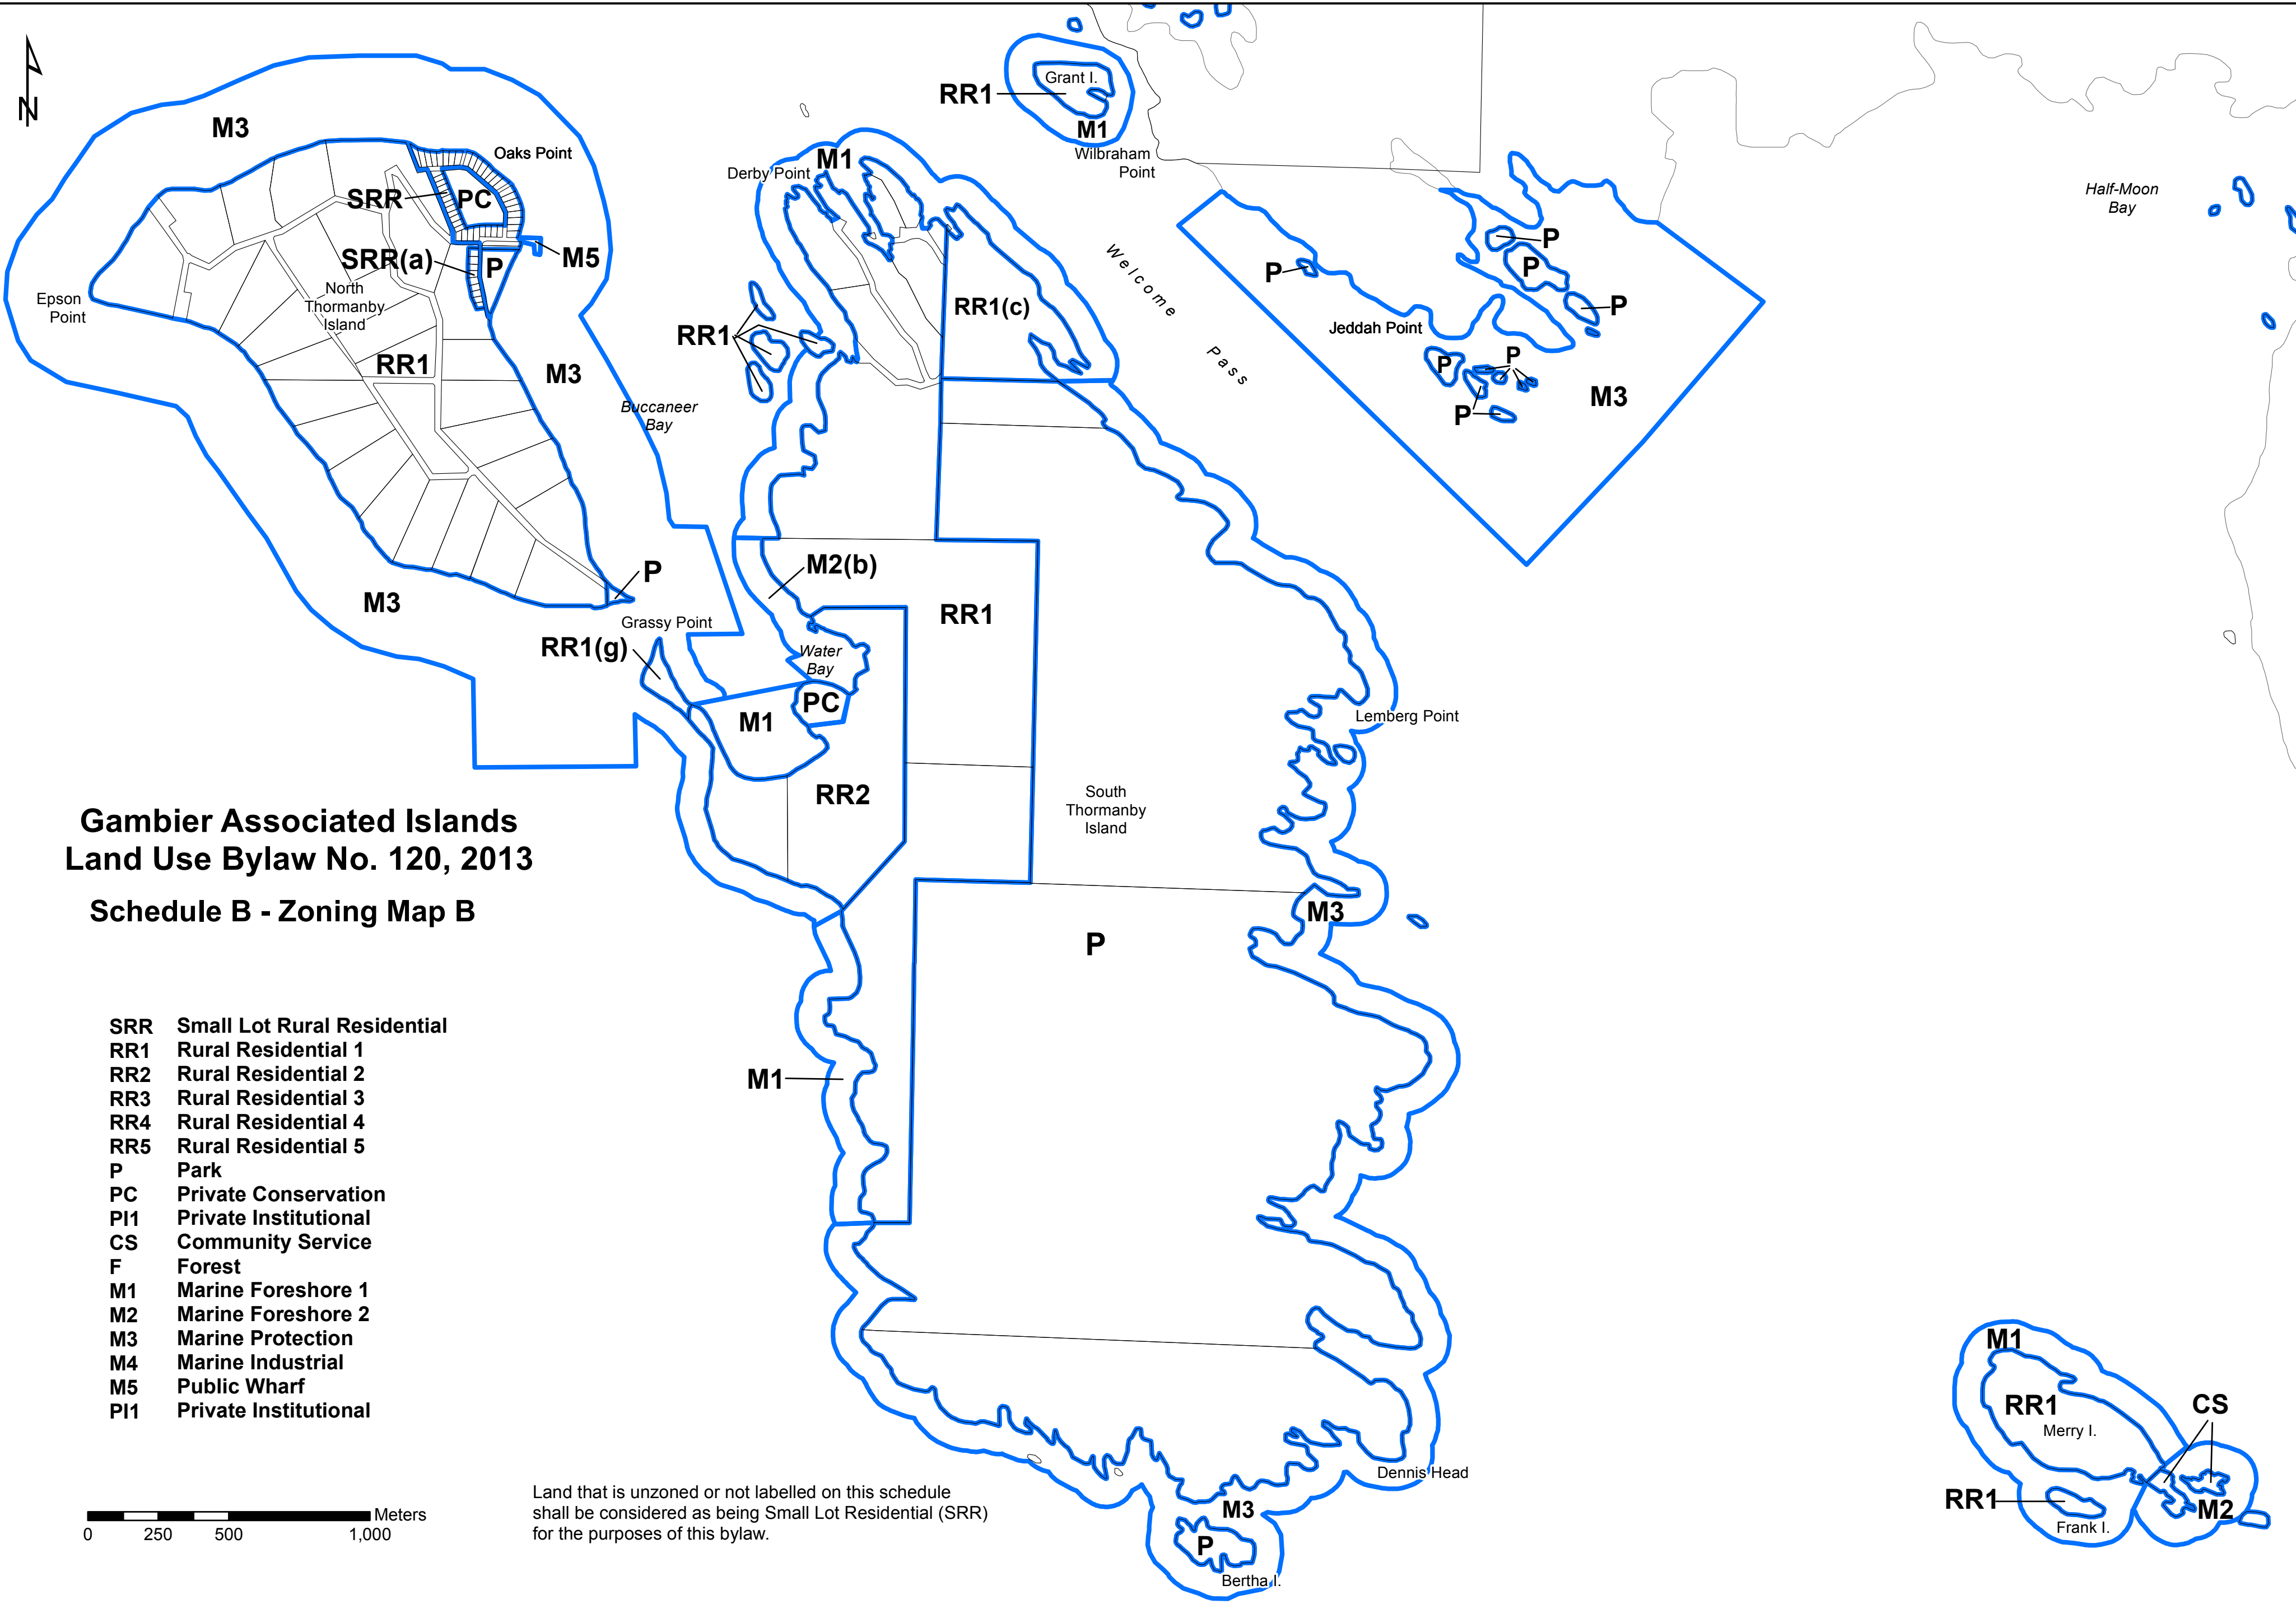 N
M3
Oaks Point
SRR
PC
SRR(a)
P
M5
North
Thormanby
Island
Epson
Point
RR1
M3
Buccaneer
Bay
M3
P
Grassy Point
RR1(g)
Grant I.
RR1
M1
Wilbraham
Point
M1
Derby Point
RR1
RR1(c)
Welcome
Pass
P
P
P
P
Jeddah Point
P
P
P
M3
Half-Moon
Bay
M2(b)
RR1
Water
Bay
PC
M1
RR2
Lemberg Point
South
Thormanby
Island
M3
P
M1
Dennis Head
M3
P
Bertha I.
M1
RR1
Merry I.
CS
RR1
Frank I.
M2
Gambier Associated Islands
Land Use Bylaw No. 120, 2013
Schedule B - Zoning Map B
SRR Small Lot Rural Residential
RR1 Rural Residential 1
RR2 Rural Residential 2
RR3 Rural Residential 3
RR4 Rural Residential 4
RR5 Rural Residential 5
P Park
PC Private Conservation
PI1 Private Institutional
CS Community Service
F Forest
M1 Marine Foreshore 1
M2 Marine Foreshore 2
M3 Marine Protection
M4 Marine Industrial
M5 Public Wharf
PI1 Private Institutional
Meters
0 250 500 1,000
Land that is unzoned or not labelled on this schedule
shall be considered as being Small Lot Residential (SRR)
for the purposes of this bylaw.